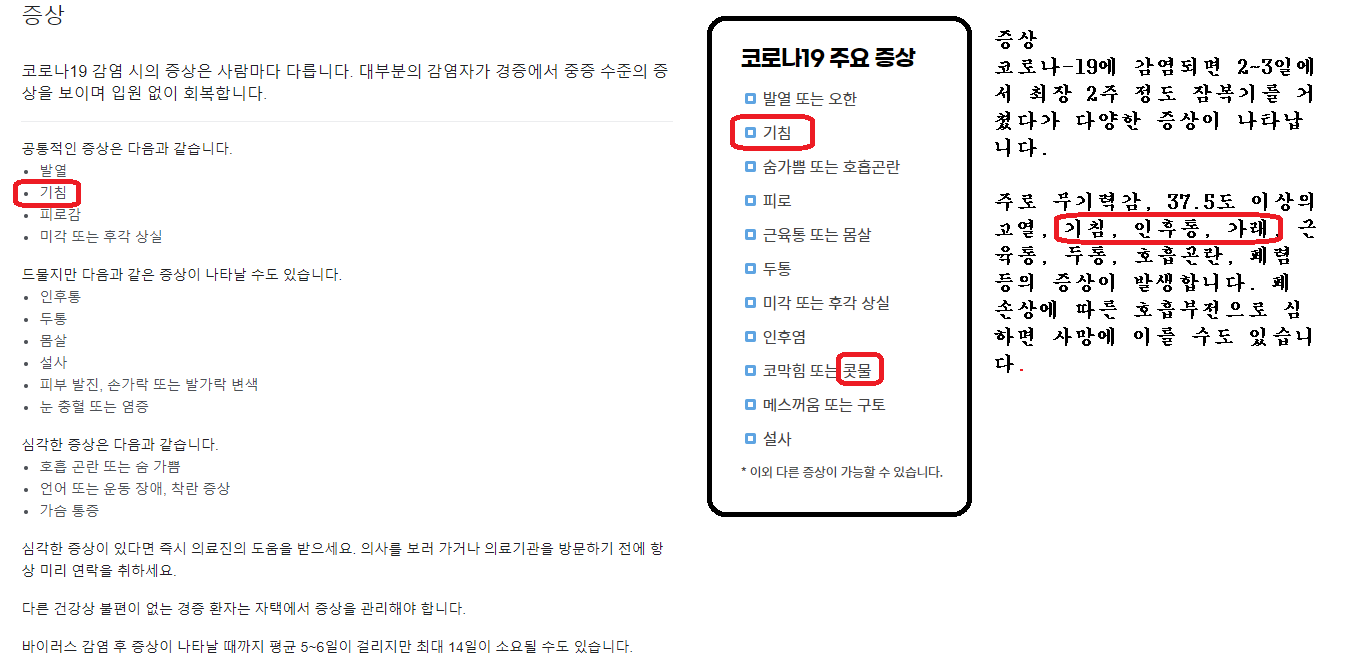 증상
코로나19 감염 시의 증상은 사람마다 다릅니다. 대부분의 감염자가 경증에서 중증 수준의 증
상을 보이며 입원 없이 회복합니다.
공통적인 증상은 다음과 같습니다.
• 발열
• 기침
• 피로감
• 미각 또는 후각 상실
드물지만 다음과 같은 증상이 나타날 수도 있습니다.
• 인후통
• 두통
• 몸살
• 설사
• 피부 발진, 손가락 또는 발가락 변색
• 눈 충혈 또는 염증
심각한 증상은 다음과 같습니다.
• 호흡 곤란 또는 숨 가쁨
• 언어 또는 운동 장애, 착란 증상
• 가슴 통증
심각한 증상이 있다면 즉시 의료진의 도움을 받으세요. 의사를 보러 가거나 의료기관을 방문하기 전에 항
상 미리 연락을 취하세요.
다른 건강상 불편이 없는 경증 환자는 자택에서 증상을 관리해야 합니다.
바이러스 감염 후 증상이 나타날 때까지 평균 5~6일이 걸리지만 최대 14일이 소요될 수도 있습니다.
코로나19 주요 증상
발열 또는 오한
기침
숨가쁨 또는 호흡곤란
피로
근육통 또는 몸살
두통
미각 또는 후각 상실
인후염
코막힘 또는 콧물
메스꺼움 또는 구토
설사
* 이외 다른 증상이 가능할 수 있습니다.
증상
코로나-19에 감염되면 2~3일에
서 최장 2주 정도 잠복기를 거
쳤다가 다양한 증상이 나타납
니다.
주로 무기력감, 37.5도 이상의
고열, 기침, 인후통, 가래, 근
육통, 두통, 호흡곤란, 폐렴
등의 증상이 발생합니다. 폐
손상에 따른 호흡부전으로 심
하면 사망에 이를 수도 있습니
다.